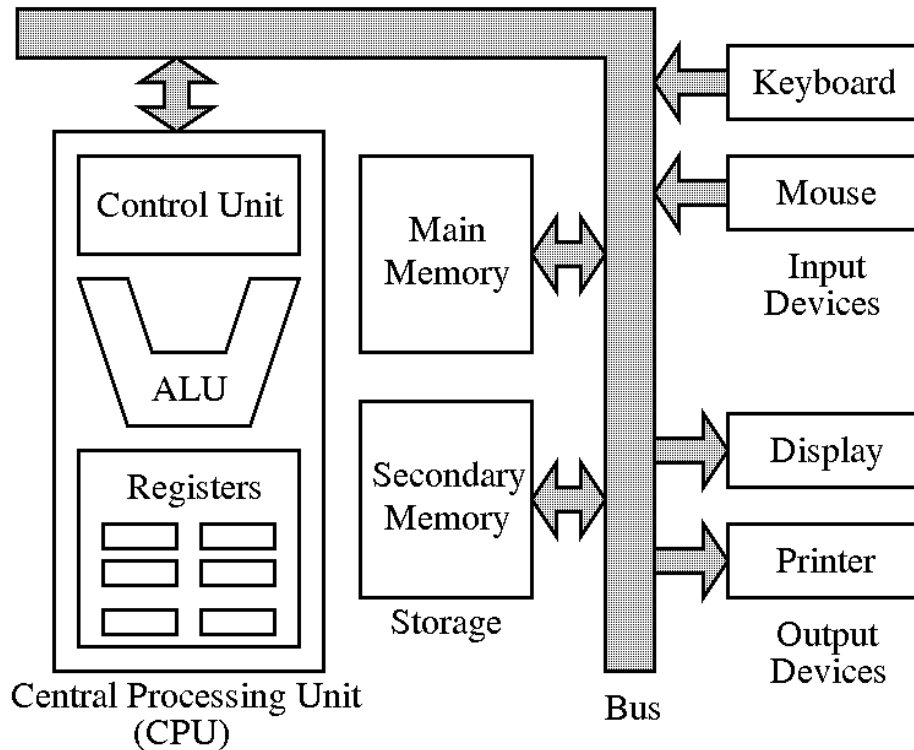 Control Unit
ALU
Registers
Central Processing Unit
(CPU)
Main
Memory
Secondary
Memory
Storage
Bus
Keyboard
Mouse
Input
Devices
Display
Printer
Output
Devices